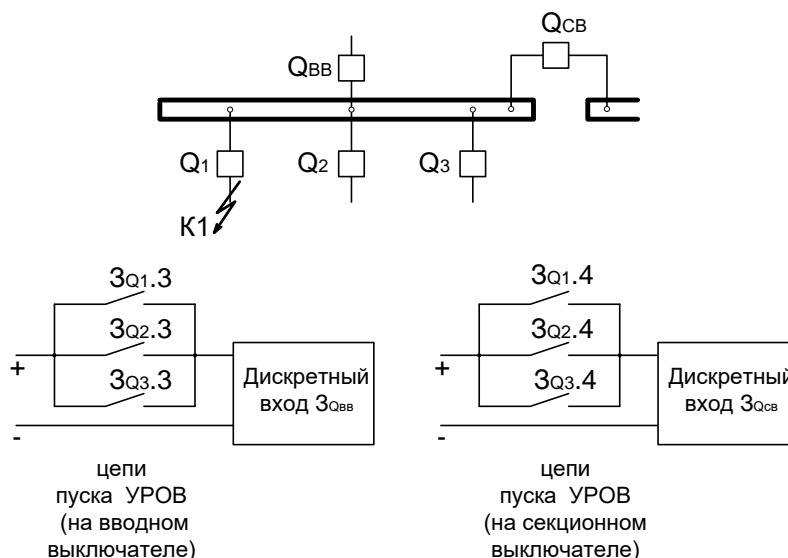 QСВ
QВВ
Q1
Q2
Q3
К1
ЗQ1.3
ЗQ2.3
ЗQ3.3
+
-
Дискретный
вход ЗQвв
цепи
пуска УРОВ
(на вводном
выключателе)
ЗQ1.4
ЗQ2.4
ЗQ3.4
+
-
Дискретный
вход ЗQсв
цепи
пуска УРОВ
(на секционном
выключателе)